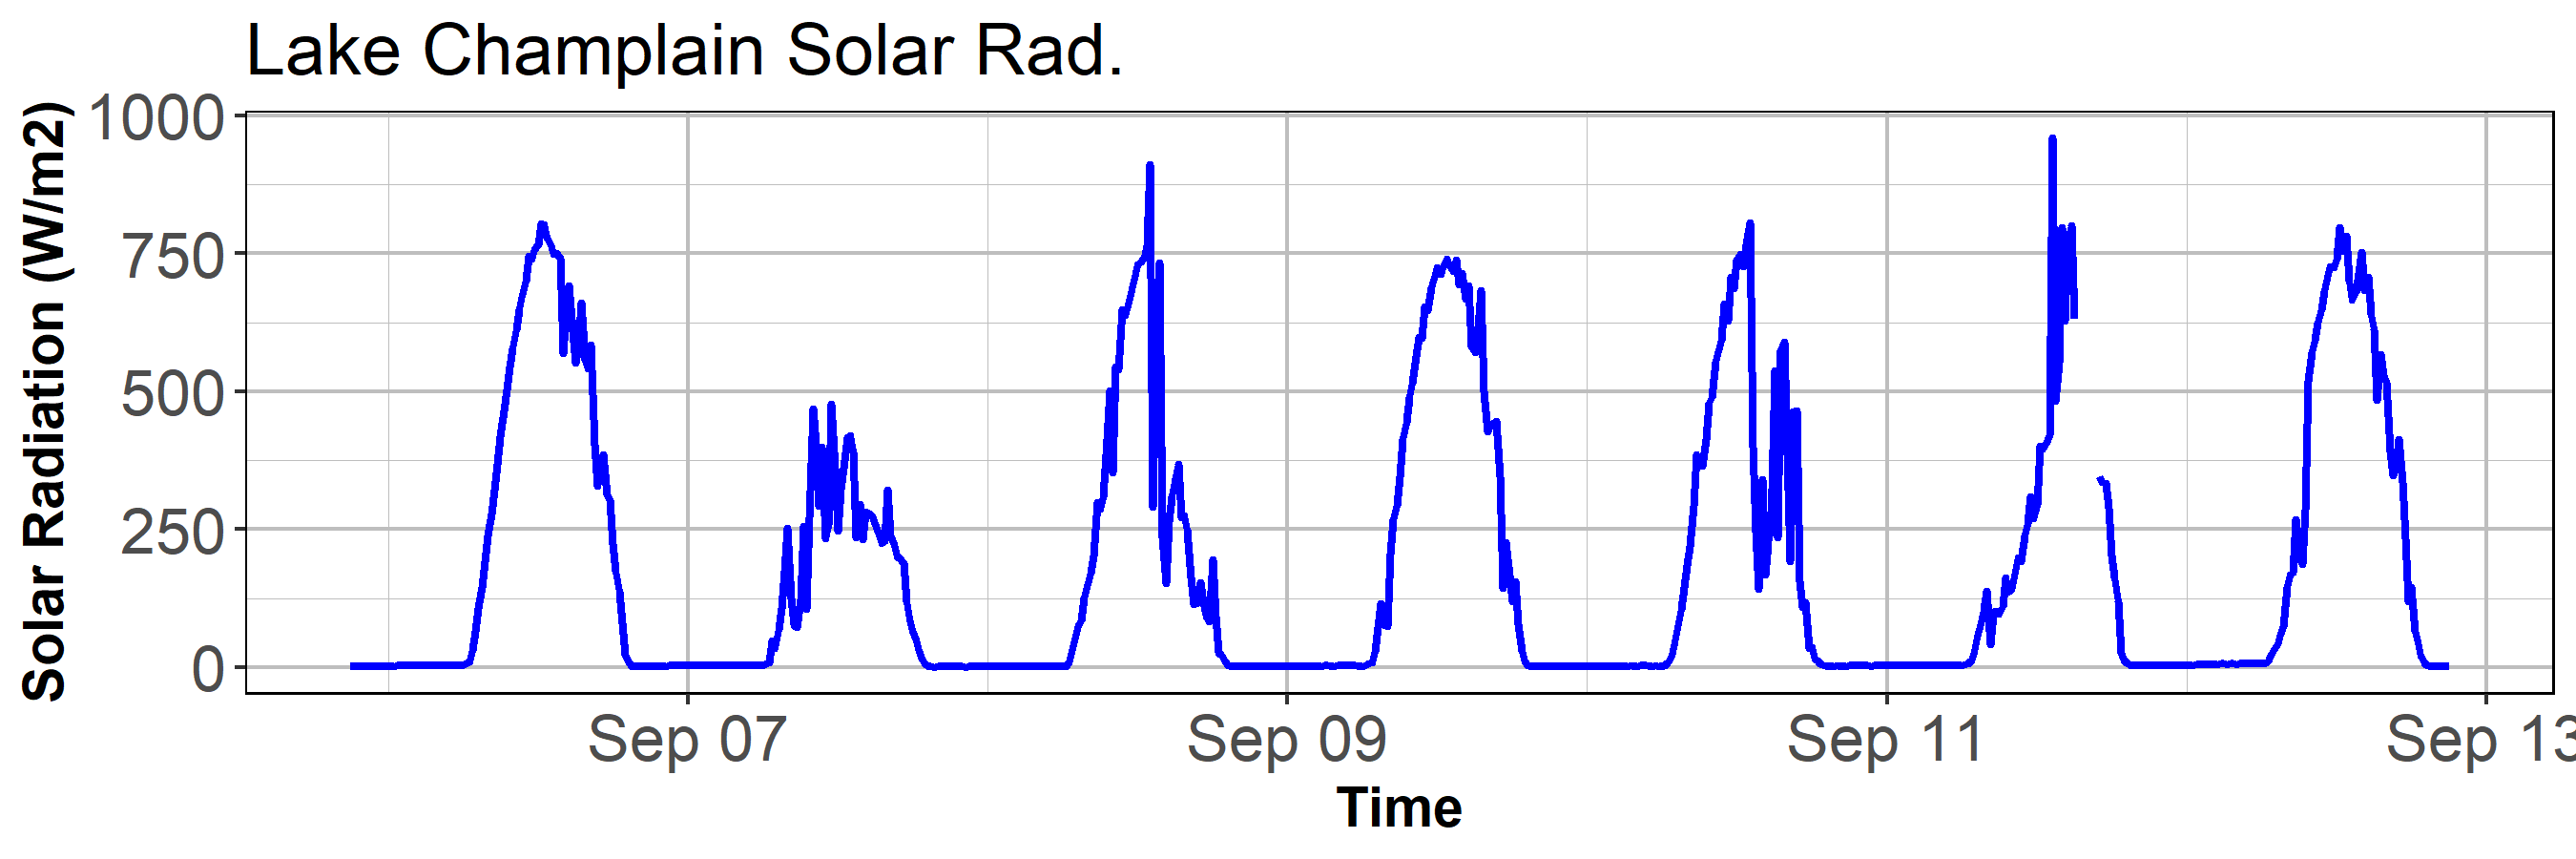 Lake Champlain Solar Rad.
Solar Radiation (W/m2)
1000
750
500
250
0
Sep 07 Sep 09 Sep 11 Sep 13
Time